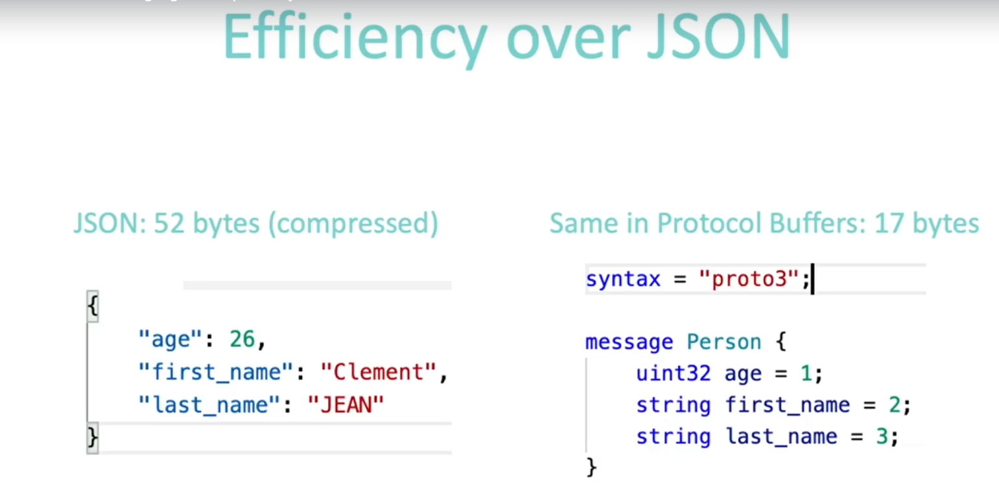 Efficiency over JSON
JSON: 52 bytes (compressed)
{
"age": 26,
"first_name": "Clement",
"last_name": "JEAN"
}
Same in Protocol Buffers: 17 bytes
syntax = "proto3";
message Person {
uint32 age = 1;
string first_name = 2;
string last_name = 3;
}